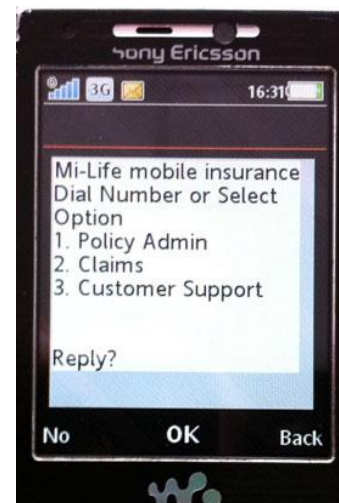 Sony Ericsson
3G 16:31
Mi-Life mobile insurance
Dial Number or Select
Option
1. Policy Admin
2. Claims
3. Customer Support
Reply?
No OK Back